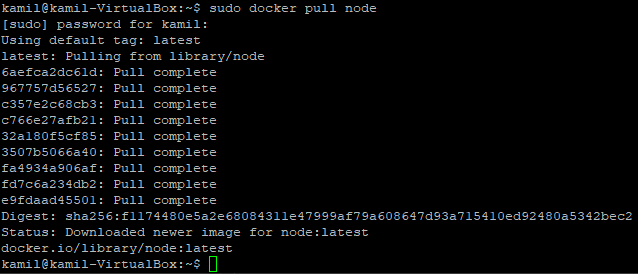 kamil@kamil-VirtualBox:~$ sudo docker pull node
[sudo] password for kamil:
Using default tag: latest
latest: Pulling from library/node
6aefca2dc61d: Pull complete
967757d56527: Pull complete
c357e2c68cb3: Pull complete
c766e27afb21: Pull complete
32a180f5cf85: Pull complete
3507b5066a40: Pull complete
fa4934a906af: Pull complete
fd7c6a234db2: Pull complete
e9fdaad45501: Pull complete
Digest: sha256:f1174480e5a2e68084311e47999af79a608647d93a715410ed92480a5342bec2
Status: Downloaded newer image for node:latest
docker.io/library/node:latest
kamil@kamil-VirtualBox:~$